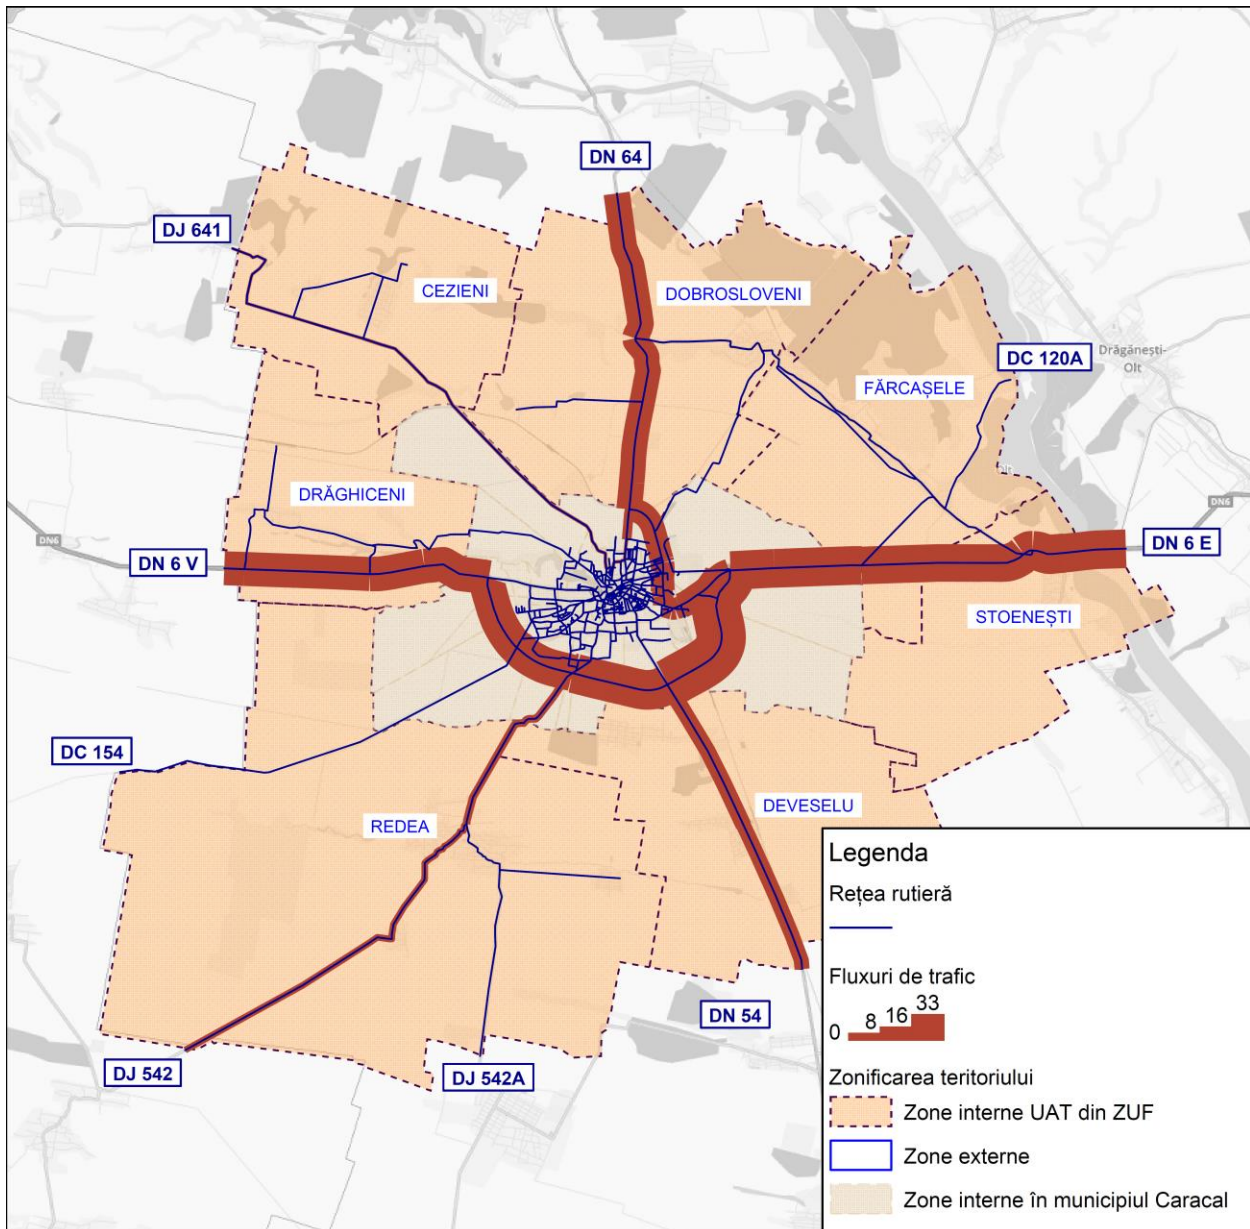 DN 64
DJ 641
CEZIENI
DOBROSLOVENI
Drăgănești-
Olt
DC 120A
FĂRCAȘELE
DRĂGHICENI
DN6
DN6
DN 6 V
DN 6 E
STOENEȘTI
DC 154
DEVESELU
REDEA
DN 54
DJ 542
DJ 542A
Legenda
Rețea rutieră
Fluxuri de trafic
0 8 16 33
Zonificarea teritoriului
Zone interne UAT din ZUF
Zone externe
Zone interne în municipiul Caracal